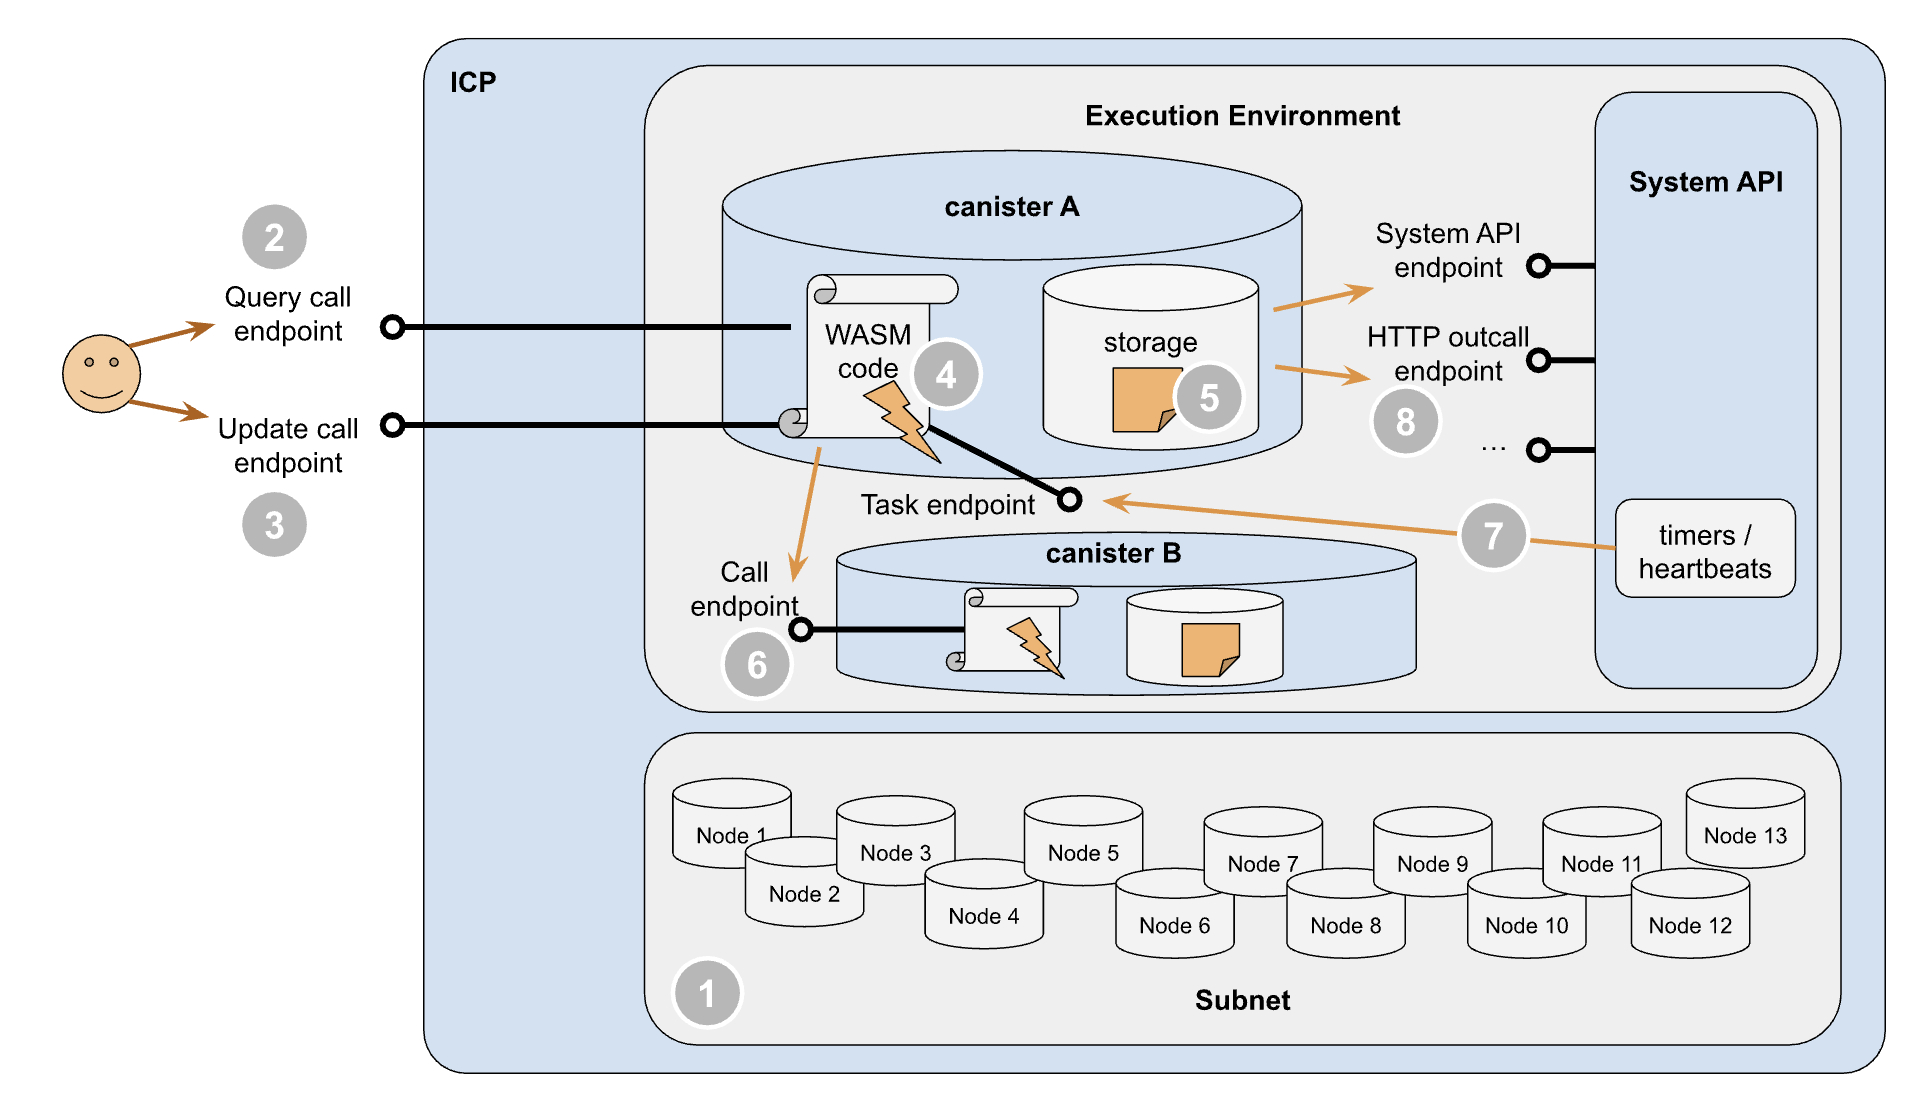 ICP
Execution Environment
System API
canister A
2
Query call
endpoint
WASM
code
4
storage
5
System API
endpoint
HTTP outcall
endpoint
8
...
Update call
endpoint
3
Task endpoint
7
timers /
heartbeats
canister B
Call
endpoint
6
Node 1
Node 2
Node 3
Node 4
Node 5
Node 6
Node 7
Node 8
Node 9
Node 10
Node 11
Node 12
Node 13
1
Subnet